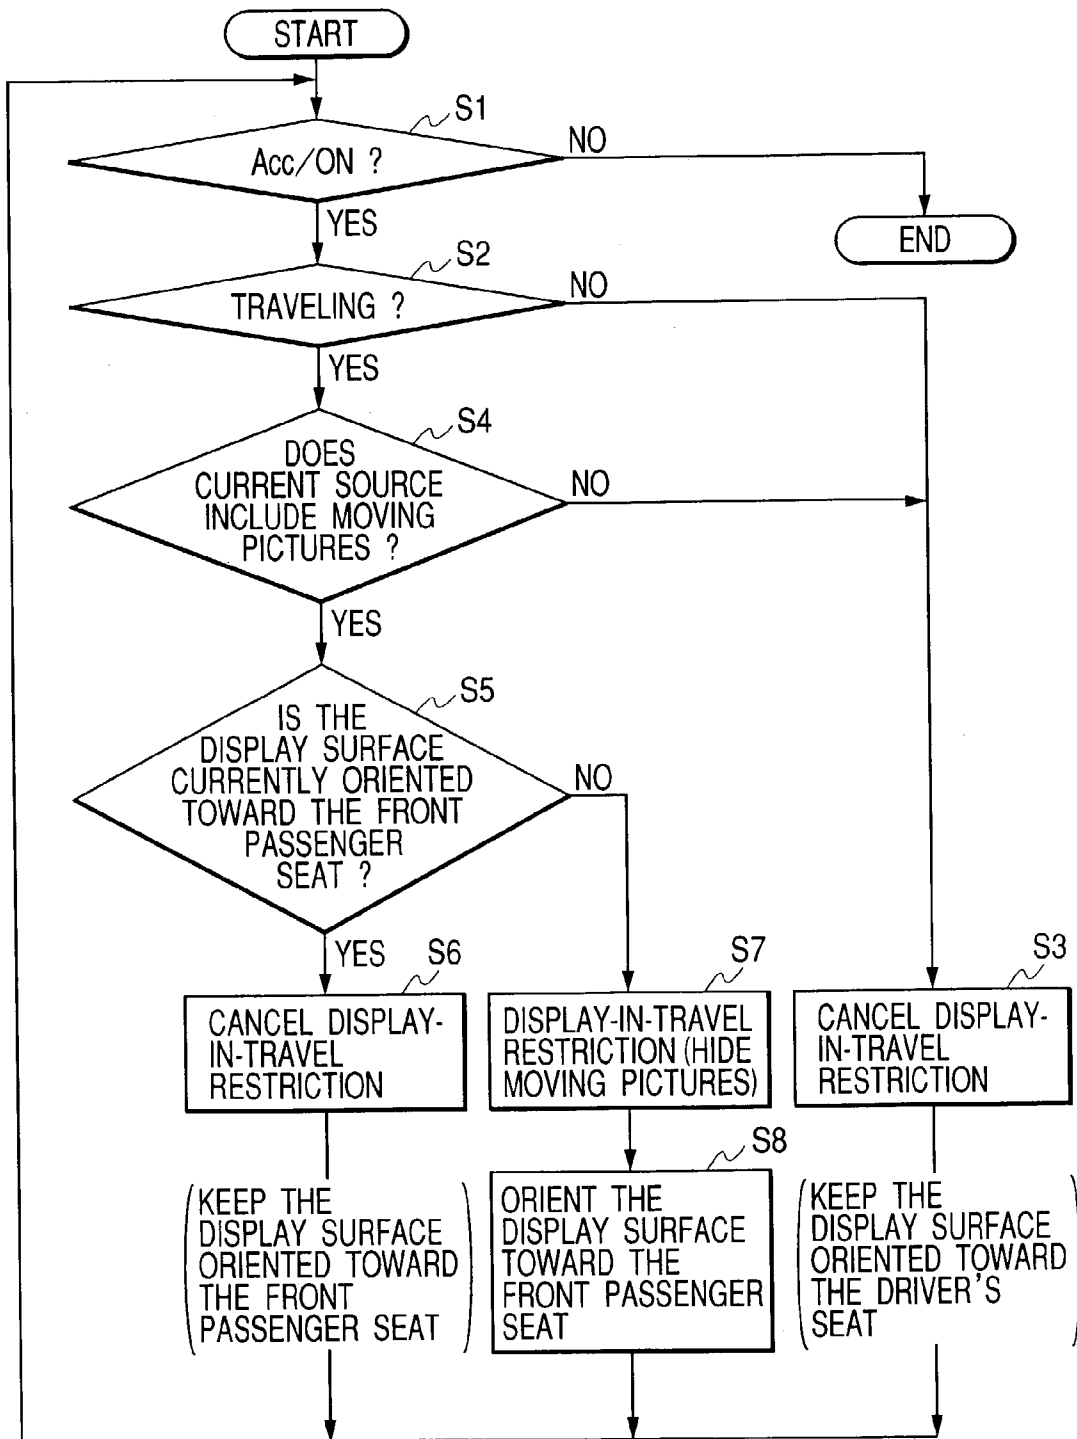 START
S1
Acc/ON ?
NO
YES
END
S2
TRAVELING ?
NO
YES
S4
DOES
CURRENT SOURCE
INCLUDE MOVING
PICTURES ?
NO
YES
S5
IS THE
DISPLAY SURFACE
CURRENTLY ORIENTED
TOWARD THE FRONT
PASSENGER
SEAT ?
NO
YES
S6
CANCEL DISPLAY-
IN-TRAVEL
RESTRICTION
S7
DISPLAY-IN-TRAVEL
RESTRICTION (HIDE
MOVING PICTURES)
S3
CANCEL DISPLAY-
IN-TRAVEL
RESTRICTION
(KEEP THE
DISPLAY SURFACE
ORIENTED TOWARD
THE FRONT
PASSENGER SEAT)
S8
ORIENT THE
DISPLAY SURFACE
TOWARD THE
FRONT PASSENGER
SEAT
(KEEP THE
DISPLAY SURFACE
ORIENTED TOWARD
THE DRIVER'S
SEAT)